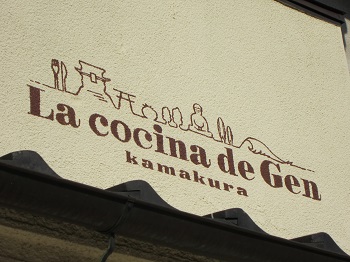 La cocina de Gen
kamakura